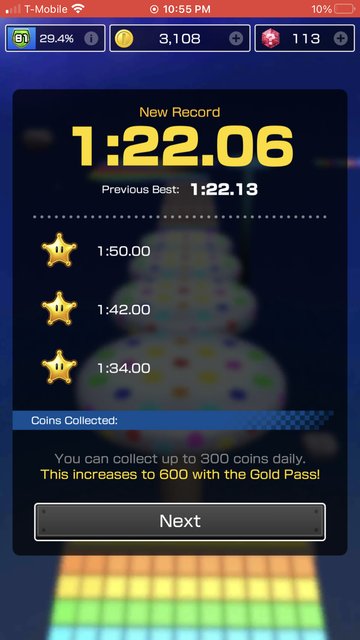 T-Mobile 10:55 PM 10%
81 29.4% i 3,108 + 113 +
New Record
1:22.06
Previous Best: 1:22.13
1:50.00
1:42.00
1:34.00
Coins Collected:
You can collect up to 300 coins daily.
This increases to 600 with the Gold Pass!
Next